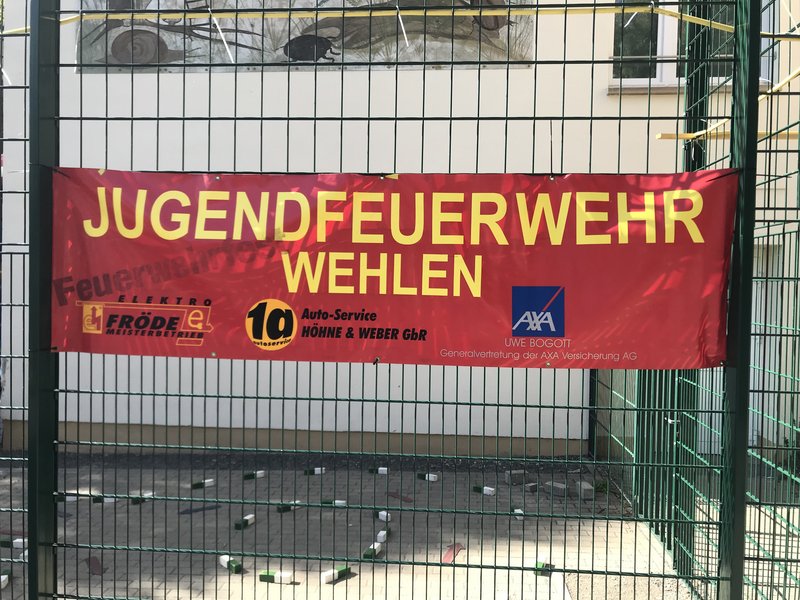 JUGENDFEUERWEHR
WEHLEN
ELEKTRO
FRÖDE
MEISTERBETRIEB
e
1a
autoservice
Auto-Service
HÖHNE & WEBER GbR
AXA
UWE BOGOTT
Generalvertretung der AXA Versicherung AG